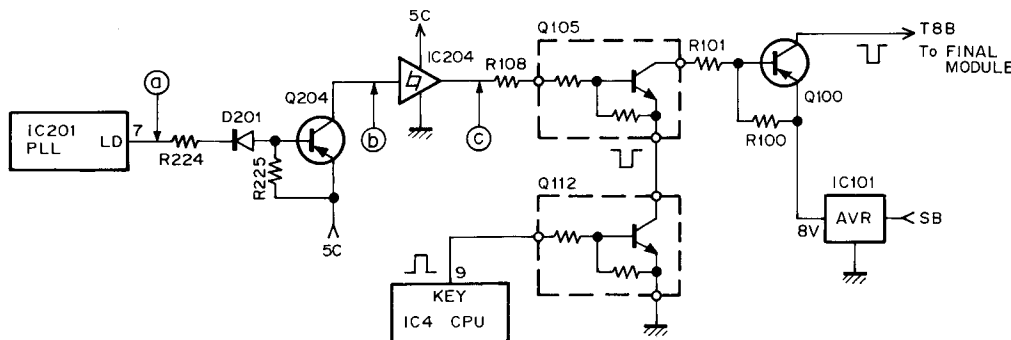 5C
IC204
Q105
R101
T8B
To FINAL
MODULE
a
Q204
R108
Q100
IC201
PLL
LD
7
D201
R224
R225
b
c
R100
5C
Q112
IC101
AVR
8V
SB
9
KEY
IC4 CPU